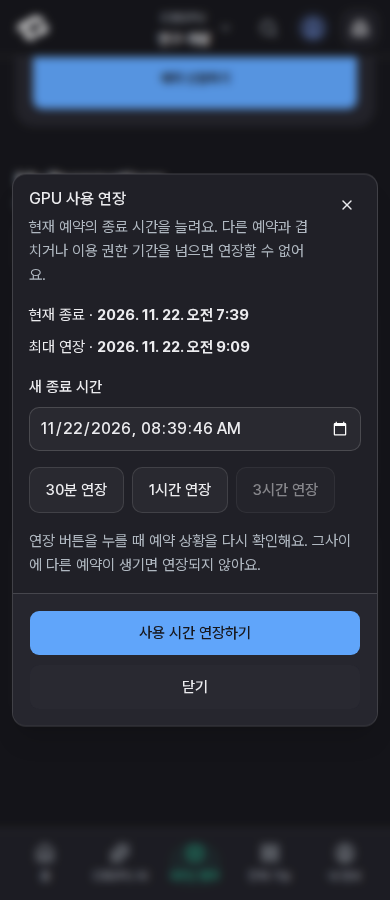 GPU 사용 연장
현재 예약의 종료 시간을 늘려요. 다른 예약과 겹
치거나 이용 권한 기간을 넘으면 연장할 수 없어
요.
현재 종료 · 2026. 11. 22. 오전 7:39
최대 연장 · 2026. 11. 22. 오전 9:09
새 종료 시간
11/22/2026, 08:39:46 AM
30분 연장
1시간 연장
3시간 연장
연장 버튼을 누를 때 예약 상황을 다시 확인해요. 그사이
에 다른 예약이 생기면 연장되지 않아요.
사용 시간 연장하기
닫기